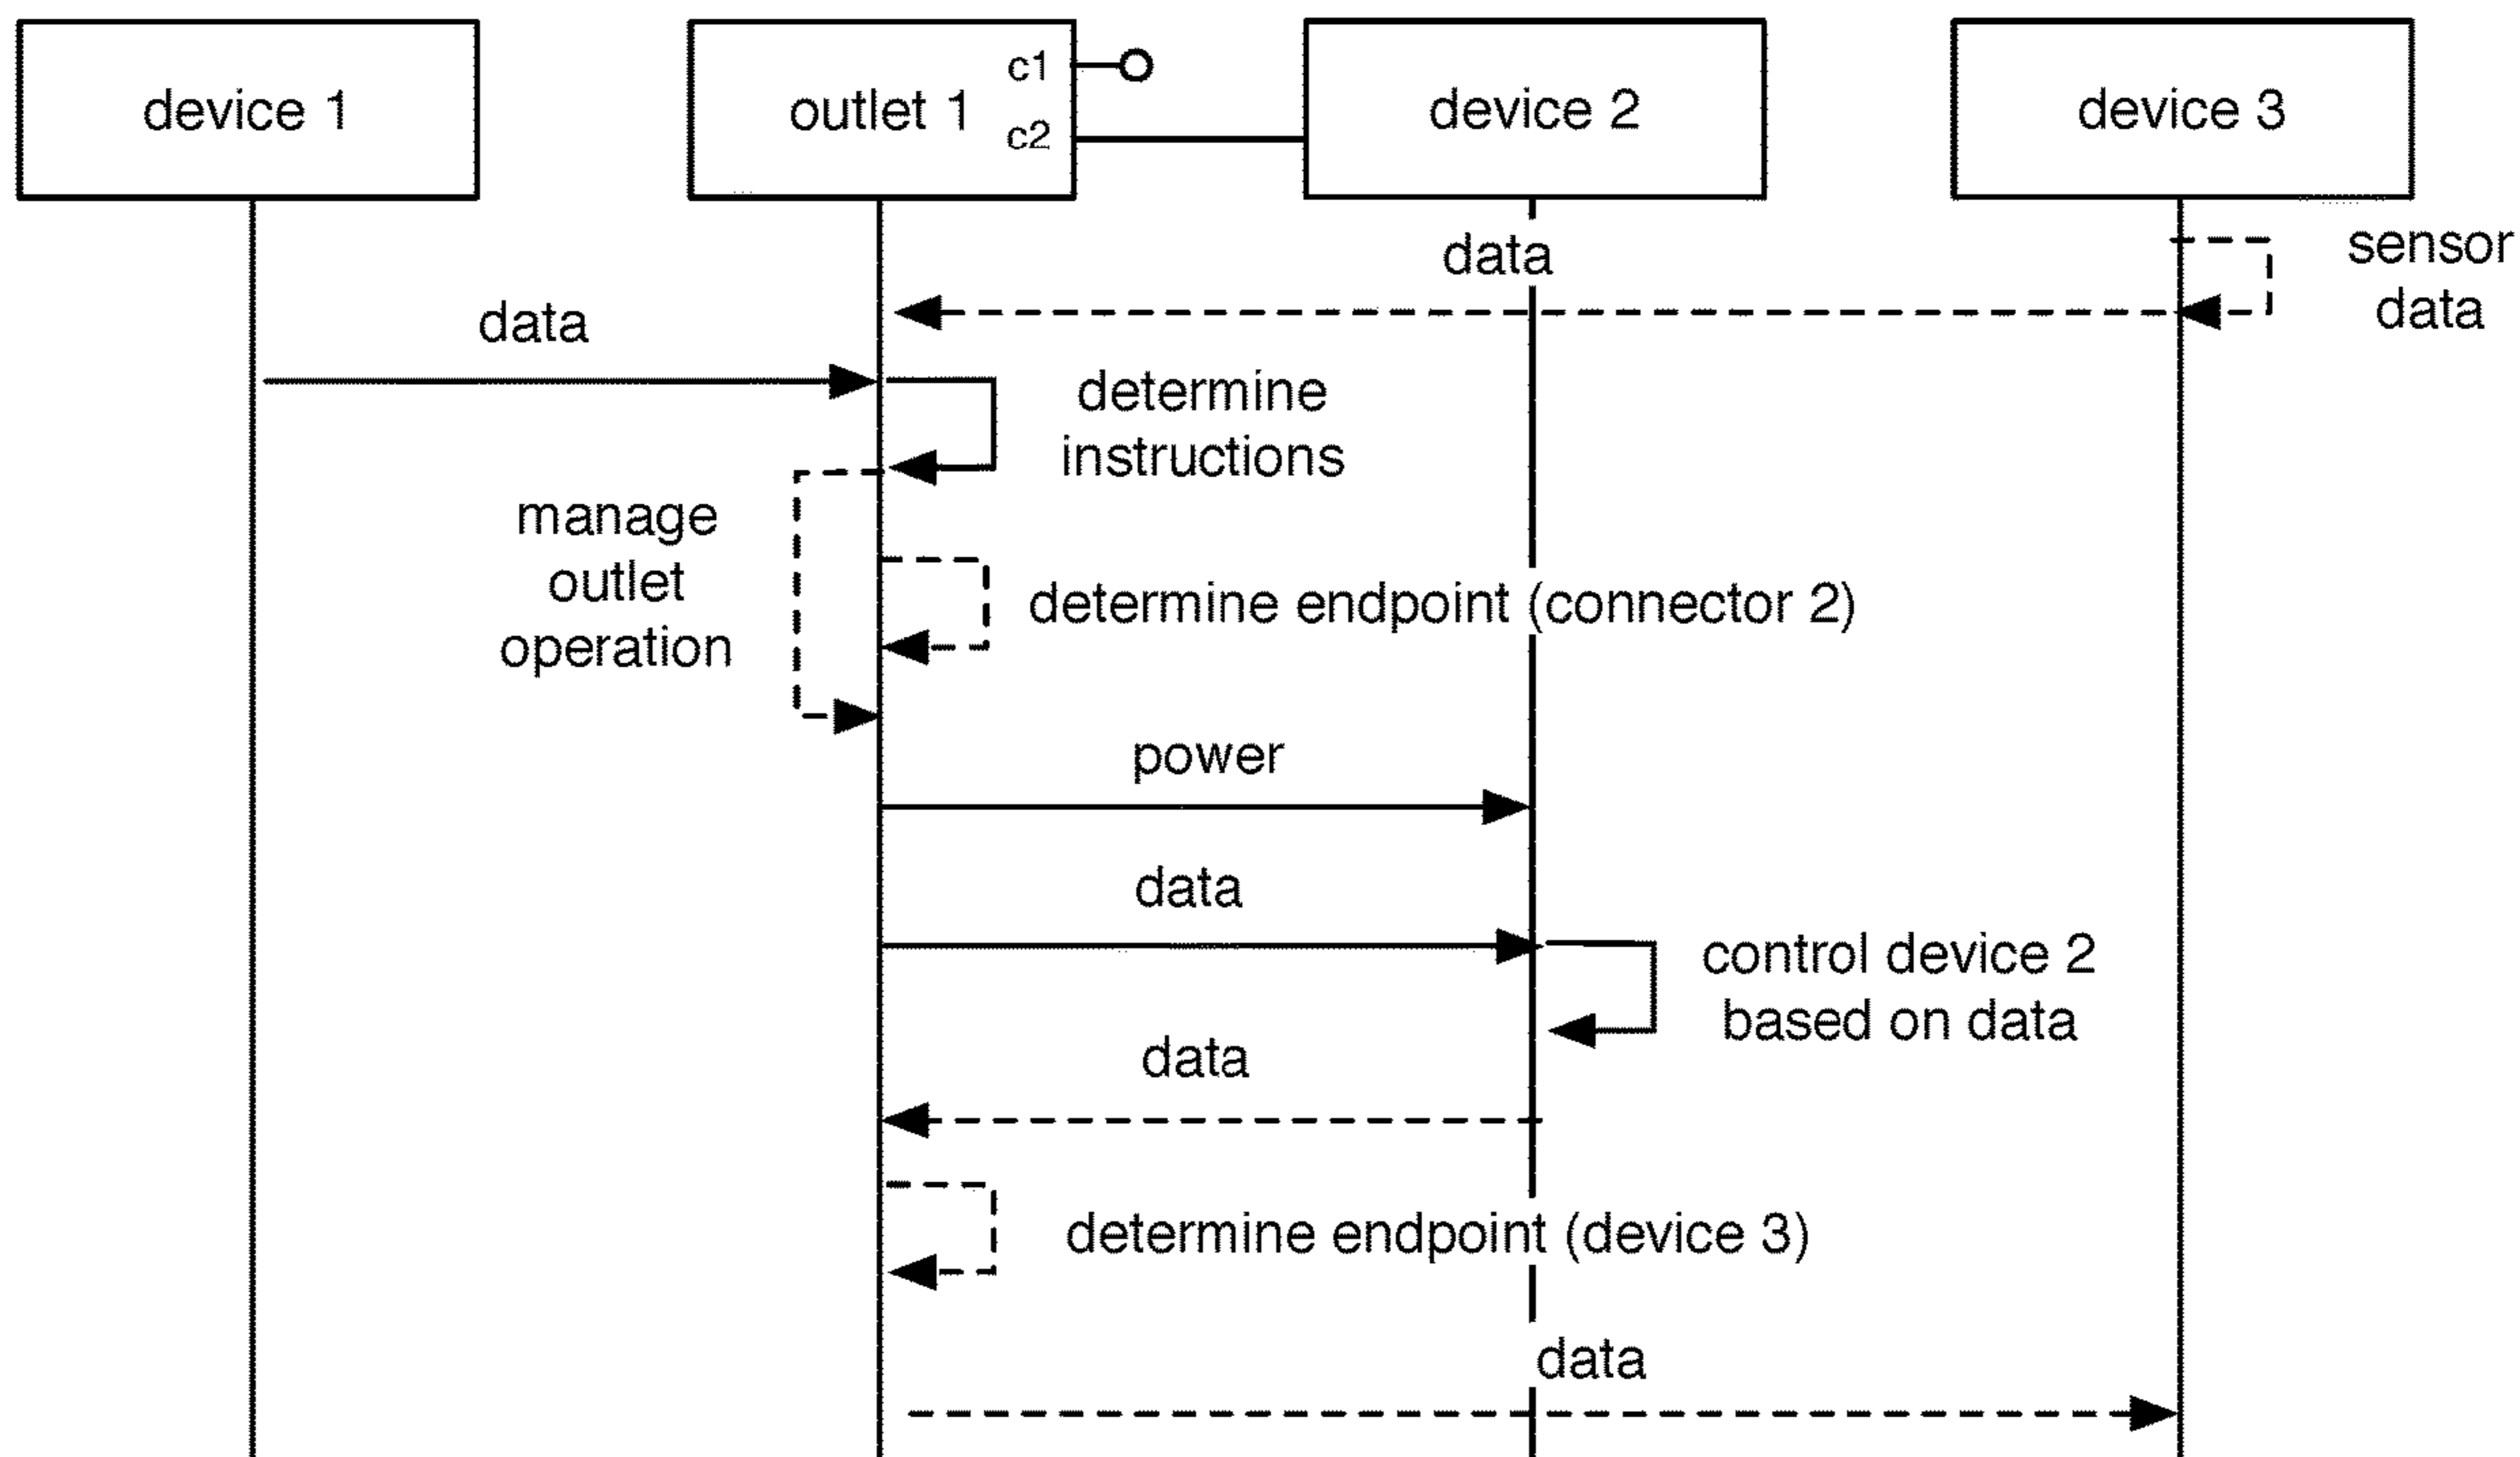 device 1
outlet 1
c1
c2
device 2
device 3
data
sensor
data
data
determine
instructions
manage
outlet
operation
determine endpoint (connector 2)
power
data
control device 2
based on data
data
determine endpoint (device 3)
data